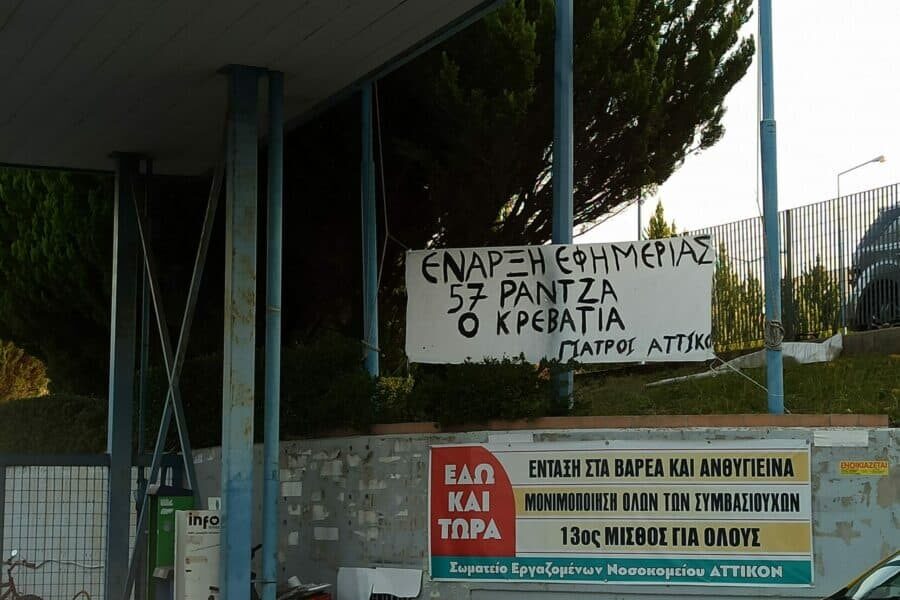 ΕΝΑΡΞΗ ΕΦΗΜΕΡΙΑΣ
57 ΡΑΝΤΖΑ
0 ΚΡΕΒΑΤΙΑ
ΓΙΑΤΡΟΙ ΑΤΤΙΚΟ
ΕΔΩ
ΚΑΙ
ΤΩΡΑ
ΕΝΤΑΞΗ ΣΤΑ ΒΑΡΕΑ ΚΑΙ ΑΝΘΥΓΙΕΙΝΑ
ΜΟΝΙΜΟΠΟΙΗΣΗ ΟΛΩΝ ΤΩΝ ΣΥΜΒΑΣΙΟΥΧΩΝ
13ος ΜΙΣΘΟΣ ΓΙΑ ΟΛΟΥΣ
Σωματείο Εργαζομένων Νοσοκομείου ΑΤΤΙΚΟΝ
ΕΝΟΙΚΙΑΖΕΤΑΙ
info